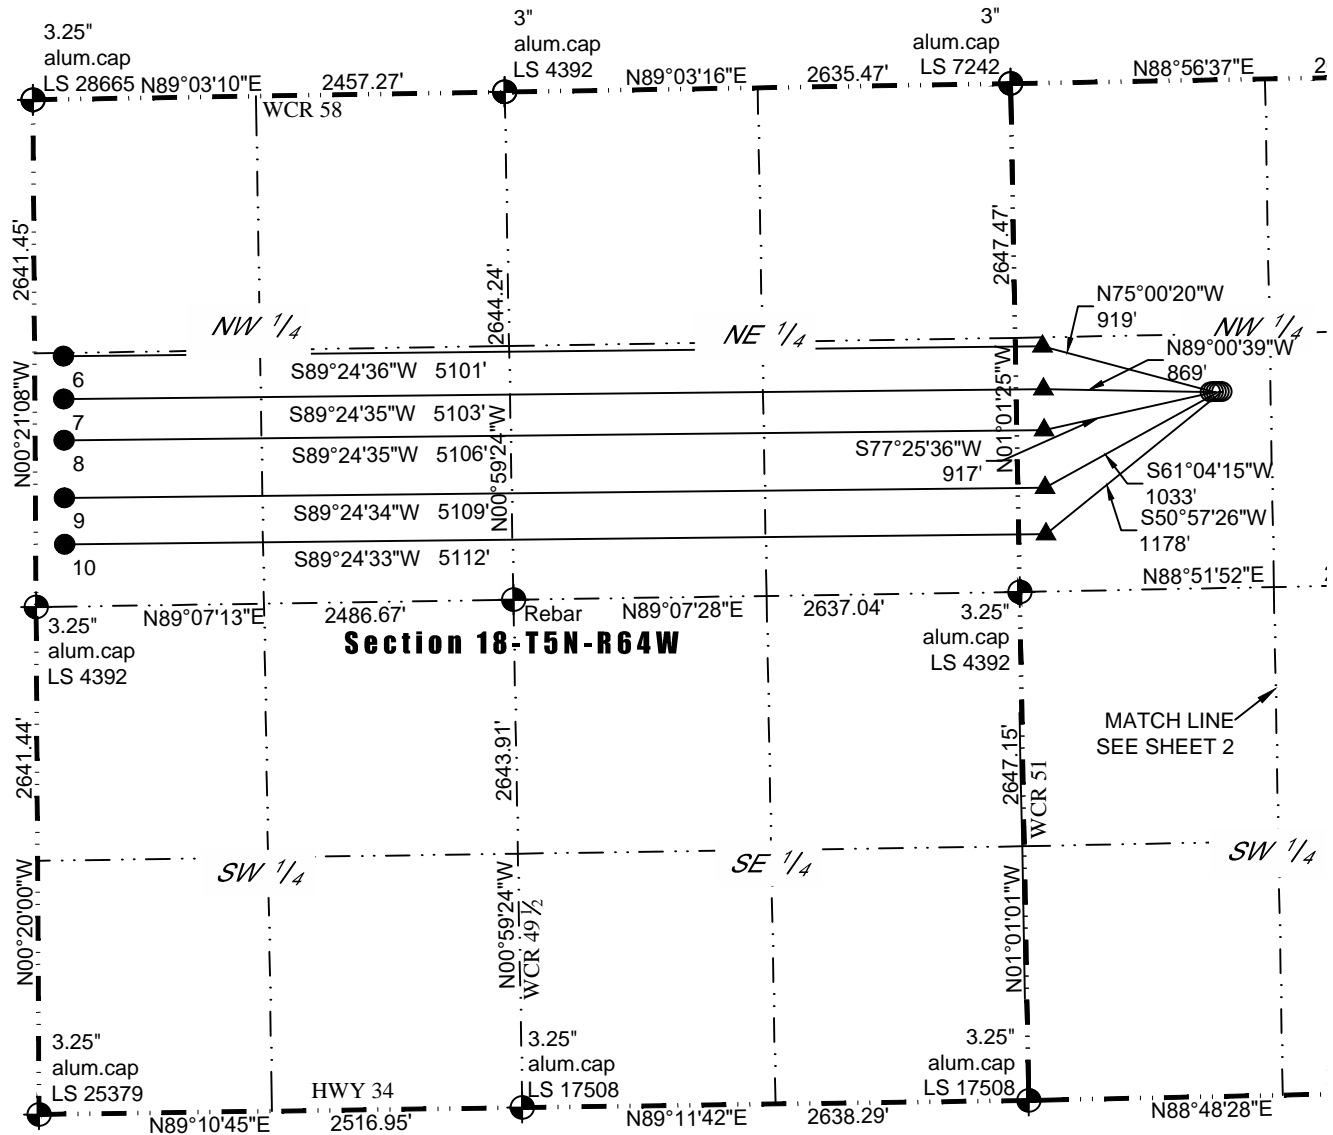 3.25"
alum.cap
LS 28665
N89°03'10"E
2457.27'
WCR 58
3"
alum.cap
LS 4392
N89°03'16"E
2635.47'
3"
alum.cap
LS 7242
N88°56'37"E
2
2641.45'
N00°21'08"W
2644.24'
N00°59'24"W
2647.47'
N01°01'25"W
NW 1/4
NE 1/4
NW 1/4
N75°00'20"W
919'
N89°00'39"W
869'
S77°25'36"W
917'
S61°04'15"W
1033'
S50°57'26"W
1178'
6
S89°24'36"W 5101'
7
S89°24'35"W 5103'
8
S89°24'35"W 5106'
9
S89°24'34"W 5109'
10
S89°24'33"W 5112'
3.25"
alum.cap
LS 4392
N89°07'13"E
2486.67'
Rebar
N89°07'28"E
2637.04'
3.25"
alum.cap
LS 4392
N88°51'52"E
Section 18-T5N-R64W
MATCH LINE
SEE SHEET 2
2641.44'
N00°20'00"W
2643.91'
N00°59'24"W
WCR 49 ½
2647.15'
WCR 51
N01°01'01"W
SW 1/4
SE 1/4
SW 1/4
3.25"
alum.cap
LS 25379
N89°10'45"E
HWY 34
2516.95'
3.25"
alum.cap
LS 17508
N89°11'42"E
2638.29'
3.25"
alum.cap
LS 17508
N88°48'28"E